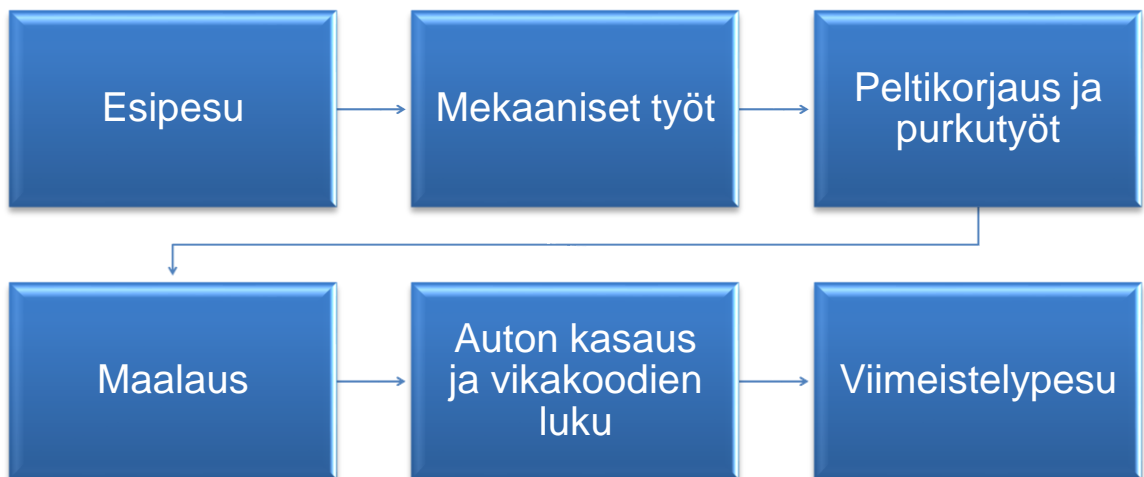 Esipesu
Mekaaniset työt
Peltikorjaus ja
purkutyöt
Maalaus
Auton kasaus
ja vikakoodien
luku
Viimeistelypesu